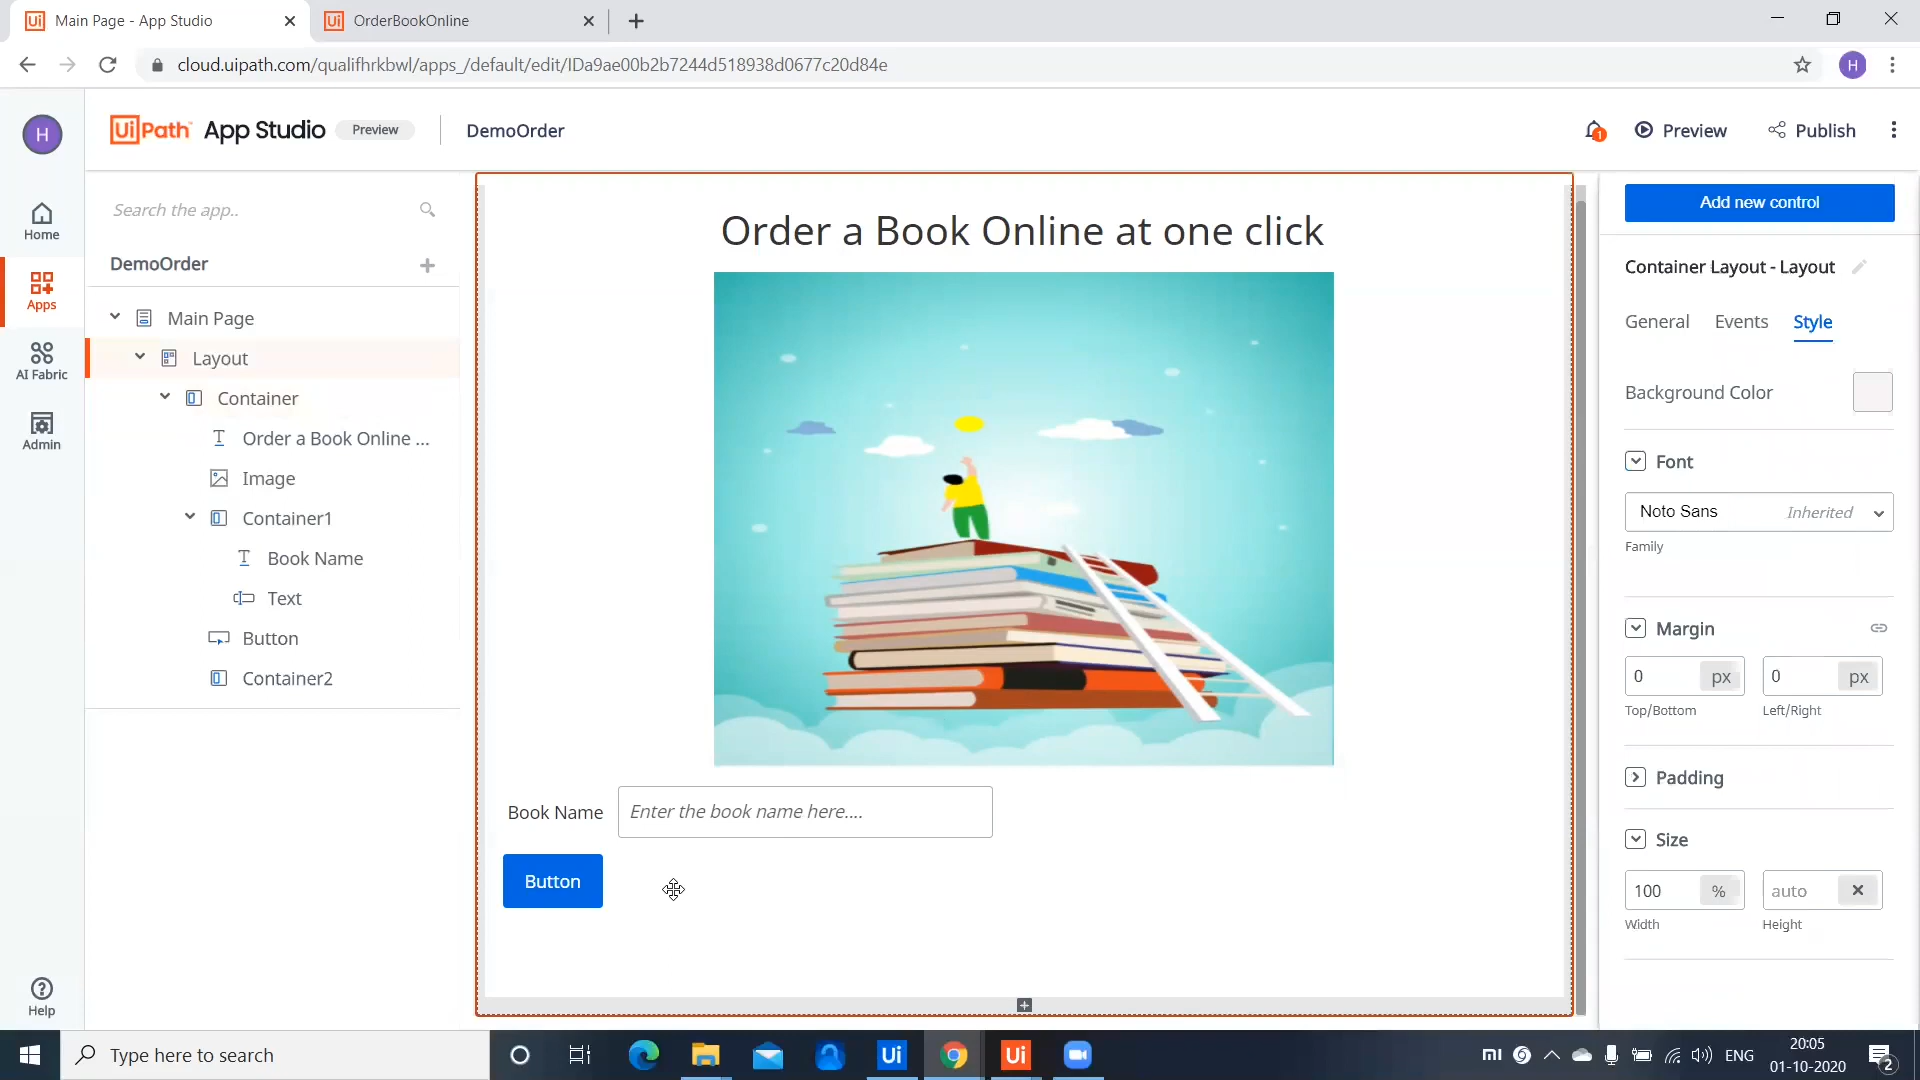 Main Page - App Studio
OrderBookOnline
cloud.uipath.com/qualifhrkbwl/apps_/default/edit/IDa9ae00b2b7244d518938d0677c20d84e
H
H
UiPath App Studio
Preview
DemoOrder
1
Preview
Publish
Home
Apps
AI Fabric
Admin
Help
Search the app..
DemoOrder
Main Page
Layout
Container
Order a Book Online ...
Image
Container1
Book Name
Text
Button
Container2
Order a Book Online at one click
Book Name
Enter the book name here....
Button
Add new control
Container Layout - Layout
General Events Style
Background Color
Font
Noto Sans Inherited
Family
Margin
0 px 0 px
Top/Bottom Left/Right
Padding
Size
100 % auto
Width Height
Type here to search
Ui
Ui
mi
ENG
20:05
01-10-2020
2